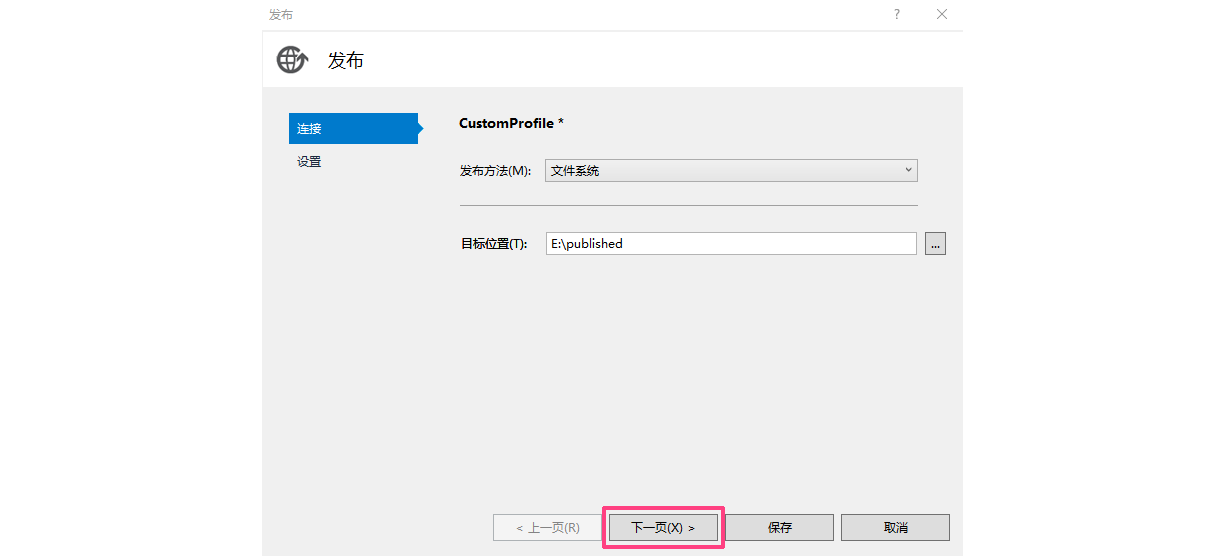 发布
?
发布
连接
设置
CustomProfile *
发布方法(M): 文件系统
目标位置(T): E:\published ...
< 上一页(R) 下一页(X) > 保存 取消